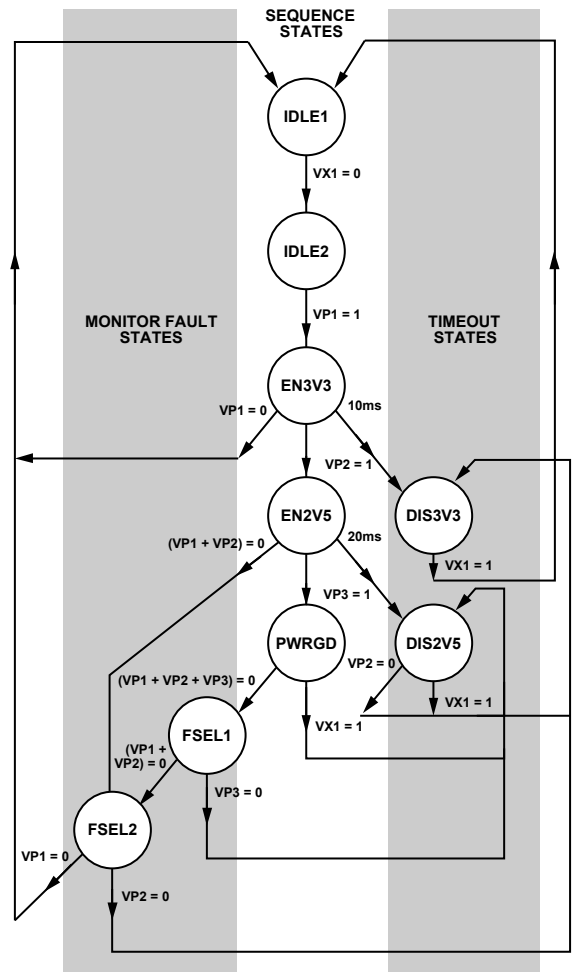 SEQUENCE
STATES
IDLE1
VX1 = 0
IDLE2
MONITOR FAULT
STATES
VP1 = 1
TIMEOUT
STATES
EN3V3
VP1 = 0
10ms
VP2 = 1
EN2V5
DIS3V3
(VP1 + VP2) = 0
20ms
VX1 = 1
VP3 = 1
PWRGD
DIS2V5
VP2 = 0
(VP1 + VP2 + VP3) = 0
VX1 = 1
VX1 = 1
FSEL1
(VP1 +
VP2) = 0
VP3 = 0
FSEL2
VP1 = 0
VP2 = 0